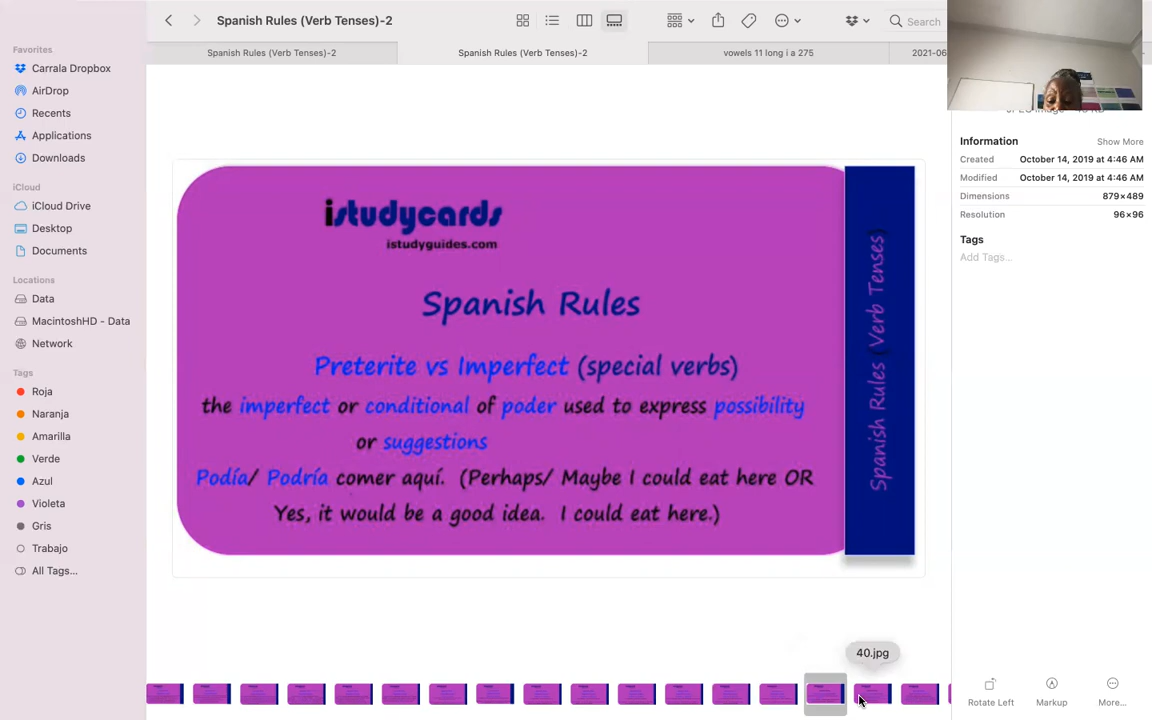 Spanish Rules (Verb Tenses)-2
Search
Spanish Rules (Verb Tenses)-2
Spanish Rules (Verb Tenses)-2
vowels 11 long i a 275
2021-06
Favorites
Carrala Dropbox
AirDrop
Recents
Applications
Downloads
iCloud
iCloud Drive
Desktop
Documents
Locations
Data
MacintoshHD - Data
Network
Tags
Roja
Naranja
Amarilla
Verde
Azul
Violeta
Gris
Trabajo
All Tags...
istudycards
istudyguides.com
Spanish Rules
Preterite vs Imperfect (special verbs)
the imperfect or conditional of poder used to express possibility
or suggestions
Podía/ Podría comer aquí. (Perhaps/ Maybe I could eat here OR
Yes, it would be a good idea. I could eat here.)
Spanish Rules (Verb Tenses)
40.jpg
Information
Show More
Created October 14, 2019 at 4:46 AM
Modified October 14, 2019 at 4:46 AM
Dimensions 879×489
Resolution 96×96
Tags
Add Tags...
Rotate Left
Markup
More...